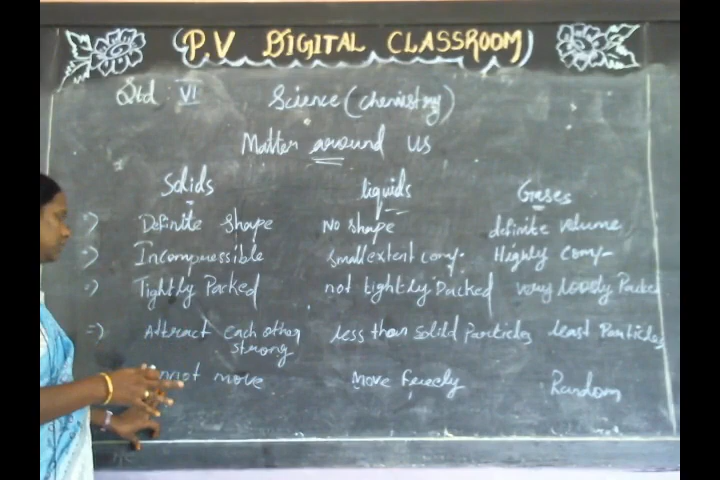 P.V DIGITAL CLASSROOM
Std VI Science (chemistry)
Matter around us
Solids liquids Gases
=) Definite shape No shape definite volume
=) Incompressible small extent comp. Highly comp-
=) Tightly Packed not tightly Packed very loosly Packed
=) Attract each other strong less than solid Particles least Particles
not move Move Freely Random